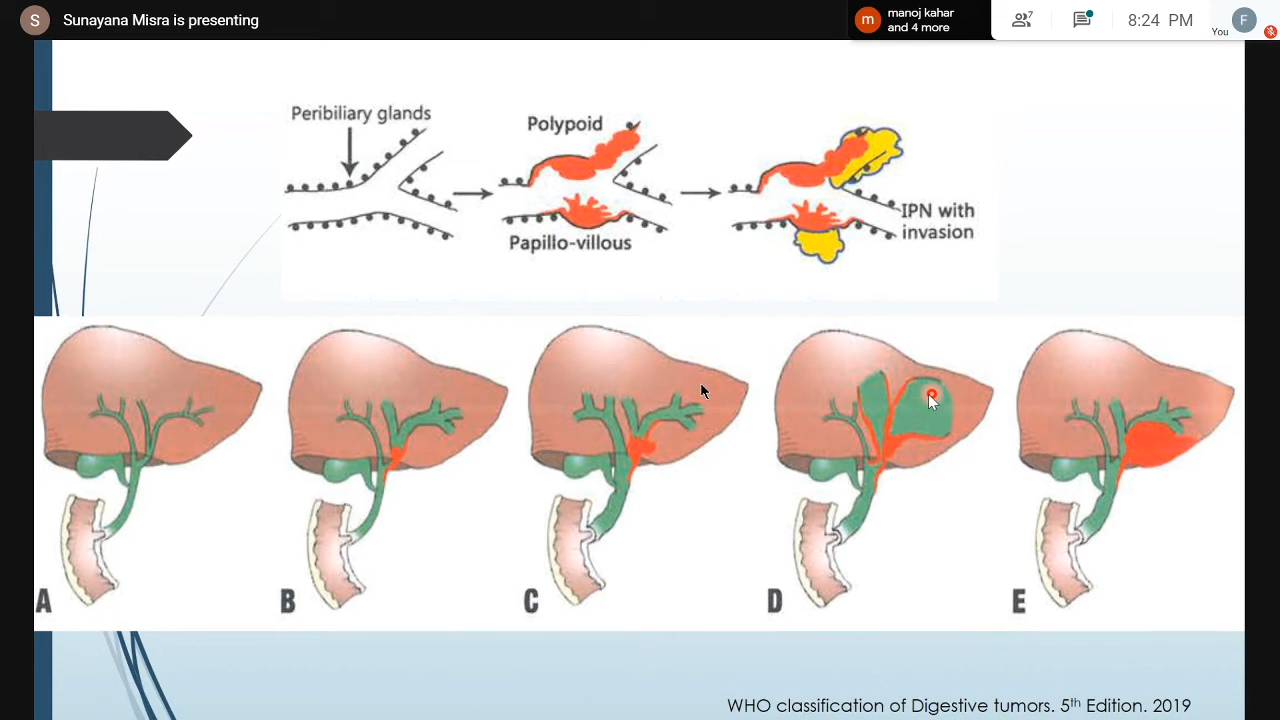 S Sunayana Misra is presenting
m manoj kahar
and 4 more
7
8:24 PM
You
F
Peribiliary glands
Polypoid
Papillo-villous
IPN with
invasion
A
B
C
D
E
WHO classification of Digestive tumors. 5th Edition. 2019